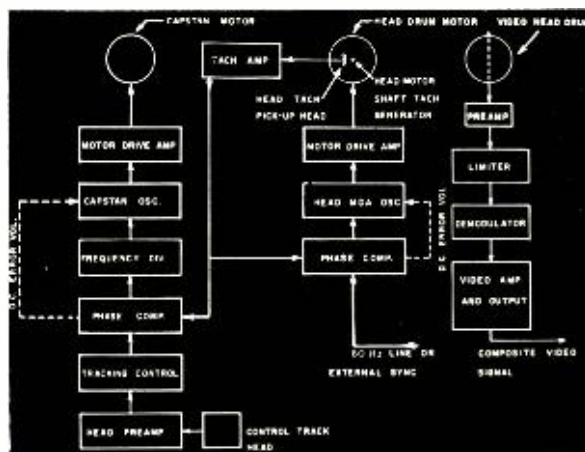 CAPSTAN MOTOR
HEAD DRUM MOTOR
VIDEO HEAD DRUM
TACH AMP
HEAD TACH
PICK-UP HEAD
HEAD MOTOR
SHAFT TACH
GENERATOR
PREAMP
MOTOR DRIVE AMP
MOTOR DRIVE AMP
LIMITER
CAPSTAN OSC.
HEAD MDA OSC
DEMODULATOR
D.C. ERROR VOL.
D.C. ERROR VOL.
FREQUENCY DIV.
PHASE COMP.
VIDEO AMP
AND OUTPUT
PHASE COMP.
60 Hz LINE OR
EXTERNAL SYNC
COMPOSITE VIDEO
SIGNAL
TRACKING CONTROL
HEAD PREAMP
CONTROL TRACK
HEAD